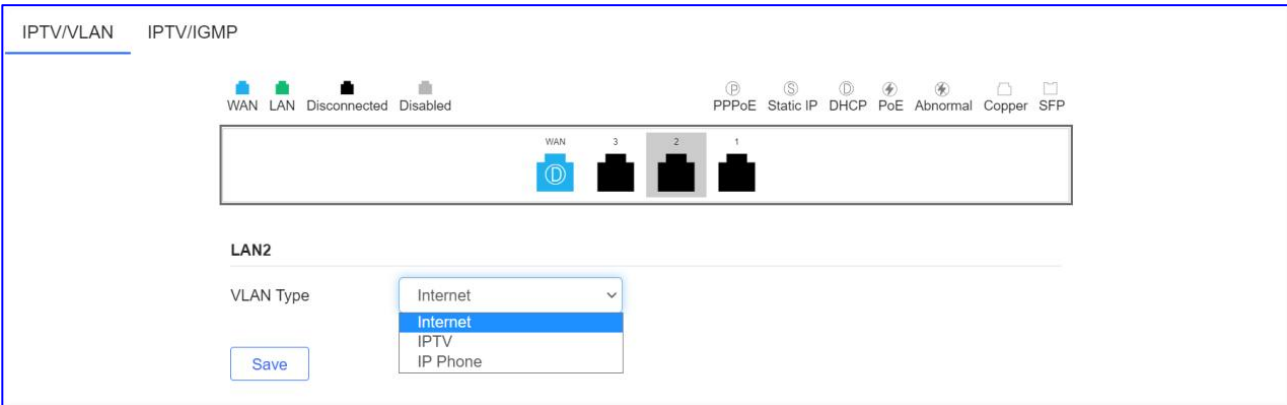 IPTV/VLAN IPTV/IGMP
WAN LAN Disconnected Disabled P PPPoE S Static IP D DHCP PoE Abnormal Copper SFP
WAN 3 2 1
D
LAN2
VLAN Type Internet
Internet
IPTV
IP Phone
Save